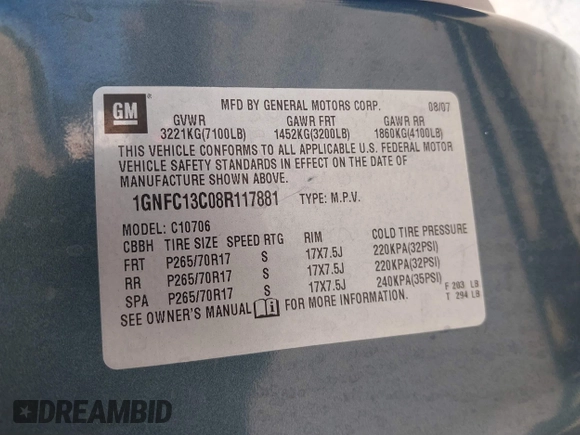 GM ®
MFD BY GENERAL MOTORS CORP. 08/07
GVWR GAWR FRT GAWR RR
3221KG(7100LB) 1452KG(3200LB) 1860KG(4100LB)
THIS VEHICLE CONFORMS TO ALL APPLICABLE U.S. FEDERAL MOTOR
VEHICLE SAFETY STANDARDS IN EFFECT ON THE DATE OF
MANUFACTURE SHOWN ABOVE.
1GNFC13C08R117881 TYPE: M.P.V.
MODEL: C10706
CBBH TIRE SIZE SPEED RTG RIM COLD TIRE PRESSURE
FRT P265/70R17 S 17X7.5J 220KPA(32PSI)
RR P265/70R17 S 17X7.5J 220KPA(32PSI)
SPA P265/70R17 S 17X7.5J 240KPA(35PSI)
F 203 LB
T 294 LB
SEE OWNER'S MANUAL FOR MORE INFORMATION.
DREAMBID